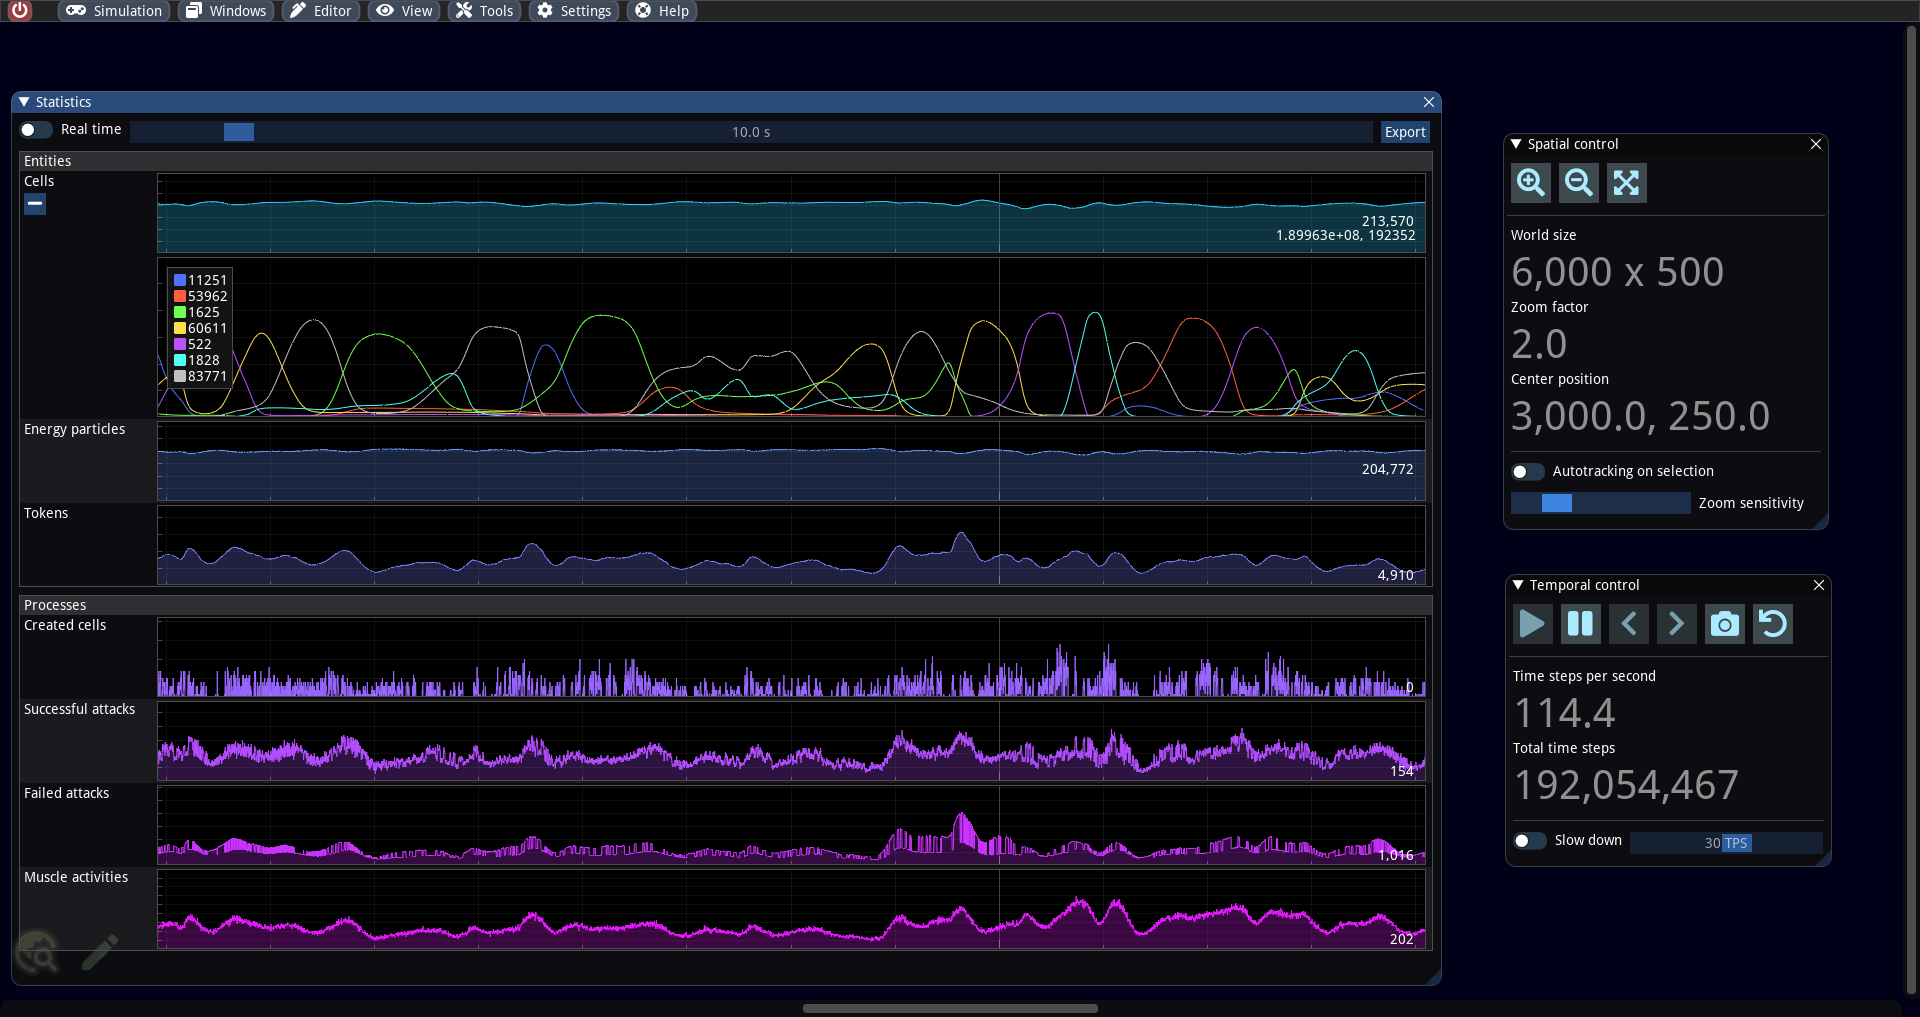 Simulation Windows Editor View Tools Settings Help
Statistics
Real time 10.0 s Export
Entities
Cells
213,570
1.89963e+08, 192352
11251
53962
1625
60611
522
1828
83771
Energy particles
204,772
Tokens
4,910
Processes
Created cells
0
Successful attacks
154
Failed attacks
1,016
Muscle activities
202
Spatial control
World size
6,000 x 500
Zoom factor
2.0
Center position
3,000.0, 250.0
Autotracking on selection
Zoom sensitivity
Temporal control
Time steps per second
114.4
Total time steps
192,054,467
Slow down 30 TPS